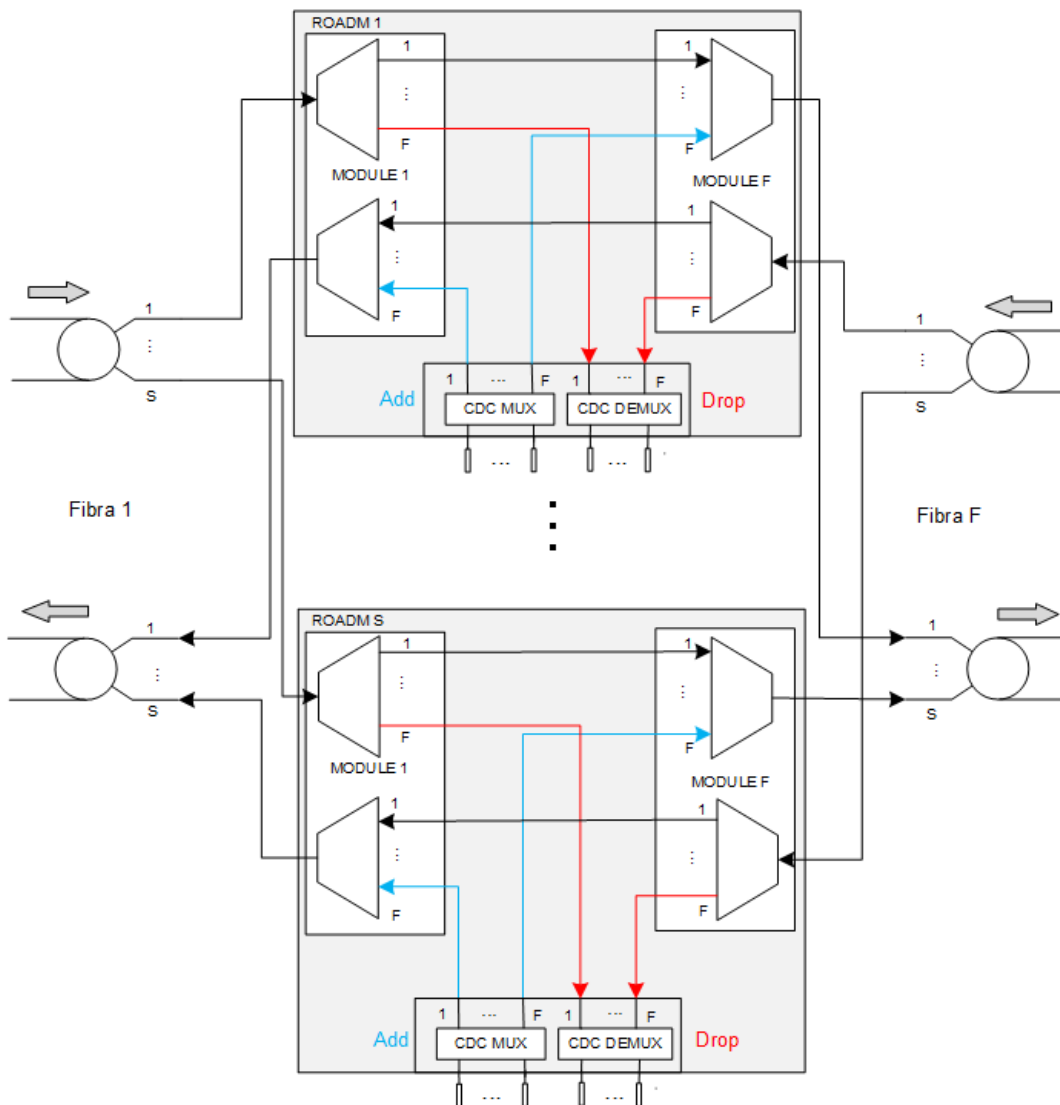 ROADM 1
1
1
⋮
⋮
F
F
MODULE 1
MODULE F
1
1
⋮
⋮
F
F
1
⋮
S
1
⋮
S
1 ... F 1 ... F
Add
CDC MUX
CDC DEMUX
Drop
...
...
Fibra 1
⋮
Fibra F
ROADM S
1
⋮
S
1
⋮
S
1
1
⋮
⋮
F
F
MODULE 1
MODULE F
1
1
⋮
⋮
F
F
1 ... F 1 ... F
Add
CDC MUX
CDC DEMUX
Drop
...
...